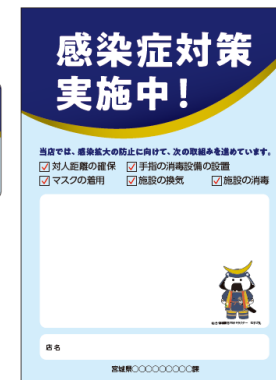 感染症対策
実施中！
当店では、感染拡大の防止に向けて、次の取組みを進めています。
対人距離の確保 手指の消毒設備の設置
マスクの着用 施設の換気 施設の消毒
店名
宮城県○○○○○○○○○課